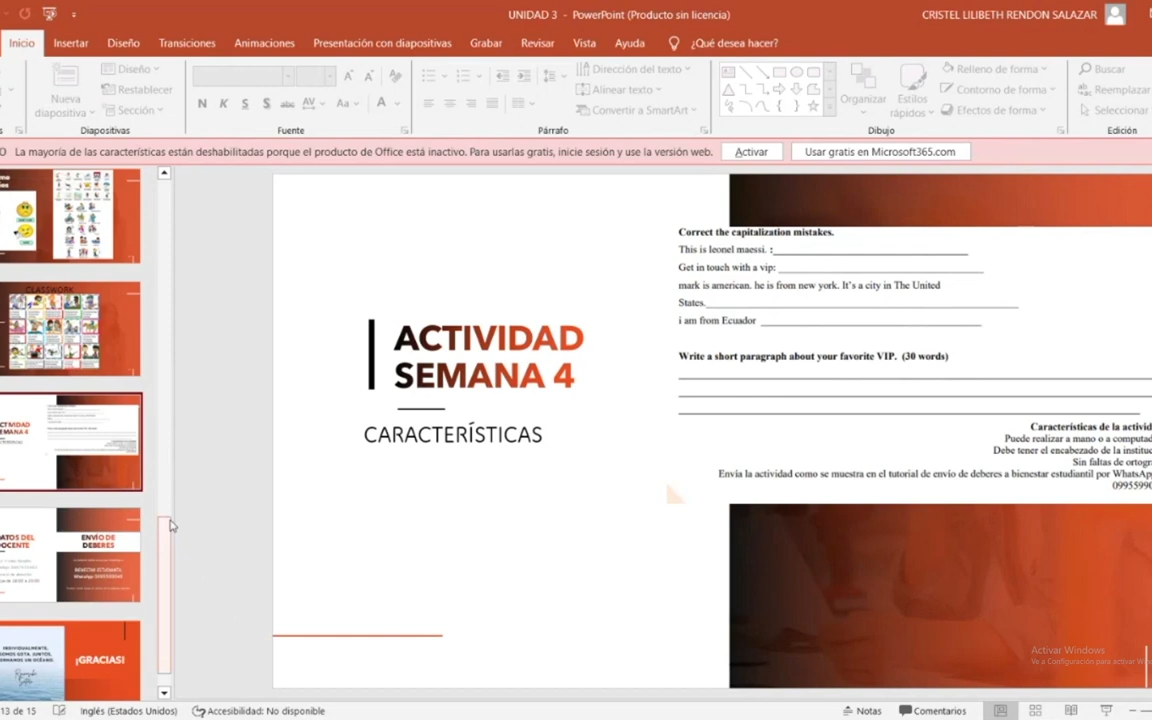 UNIDAD 3 - PowerPoint (Producto sin licencia)
CRISTEL LILIBETH RENDON SALAZAR
Inicio Insertar Diseño Transiciones Animaciones Presentación con diapositivas Grabar Revisar Vista Ayuda ¿Qué desea hacer?
Nueva diapositiva
Diseño
Restablecer
Sección
Diapositivas
N K S S abc AV Aa A
Fuente
Dirección del texto
Alinear texto
Convertir a SmartArt
Párrafo
Organizar
Estilos rápidos
Relleno de forma
Contorno de forma
Efectos de forma
Dibujo
Buscar
Reemplazar
Seleccionar
Edición
La mayoría de las características están deshabilitadas porque el producto de Office está inactivo. Para usarlas gratis, inicie sesión y use la versión web.
Activar
Usar gratis en Microsoft365.com
CLASSWORK
ENVÍO DE
DEBERES
¡GRACIAS!
ACTIVIDAD
SEMANA 4
CARACTERÍSTICAS
Correct the capitalization mistakes.
This is leonel maessi. :
Get in touch with a vip:
mark is american. he is from new york. It's a city in The United
States.
i am from Ecuador
Write a short paragraph about your favorite VIP. (30 words)
Características de la activid
Puede realizar a mano o a computad
Debe tener el encabezado de la instituc
Sin faltas de ortogra
Envía la actividad como se muestra en el tutorial de envío de deberes a bienestar estudiantil por WhatsAp
0995599
Activar Windows
Ve a Configuración para activar
13 de 15 Inglés (Estados Unidos) Accesibilidad: No disponible Notas Comentarios